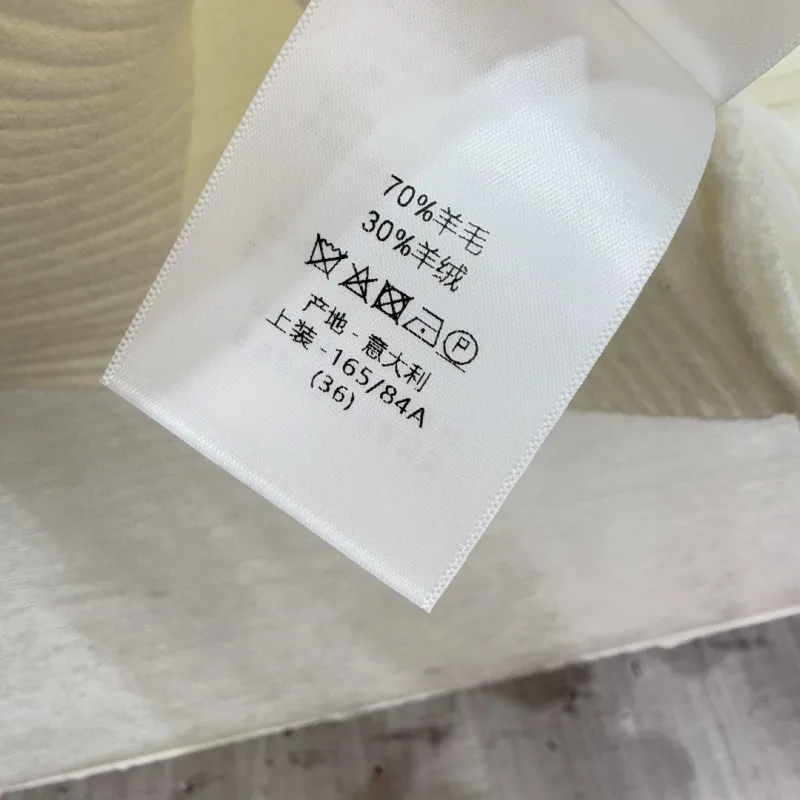 70%羊毛
30%羊绒
P
产地 - 意大利
上装 -165/84A
(36)